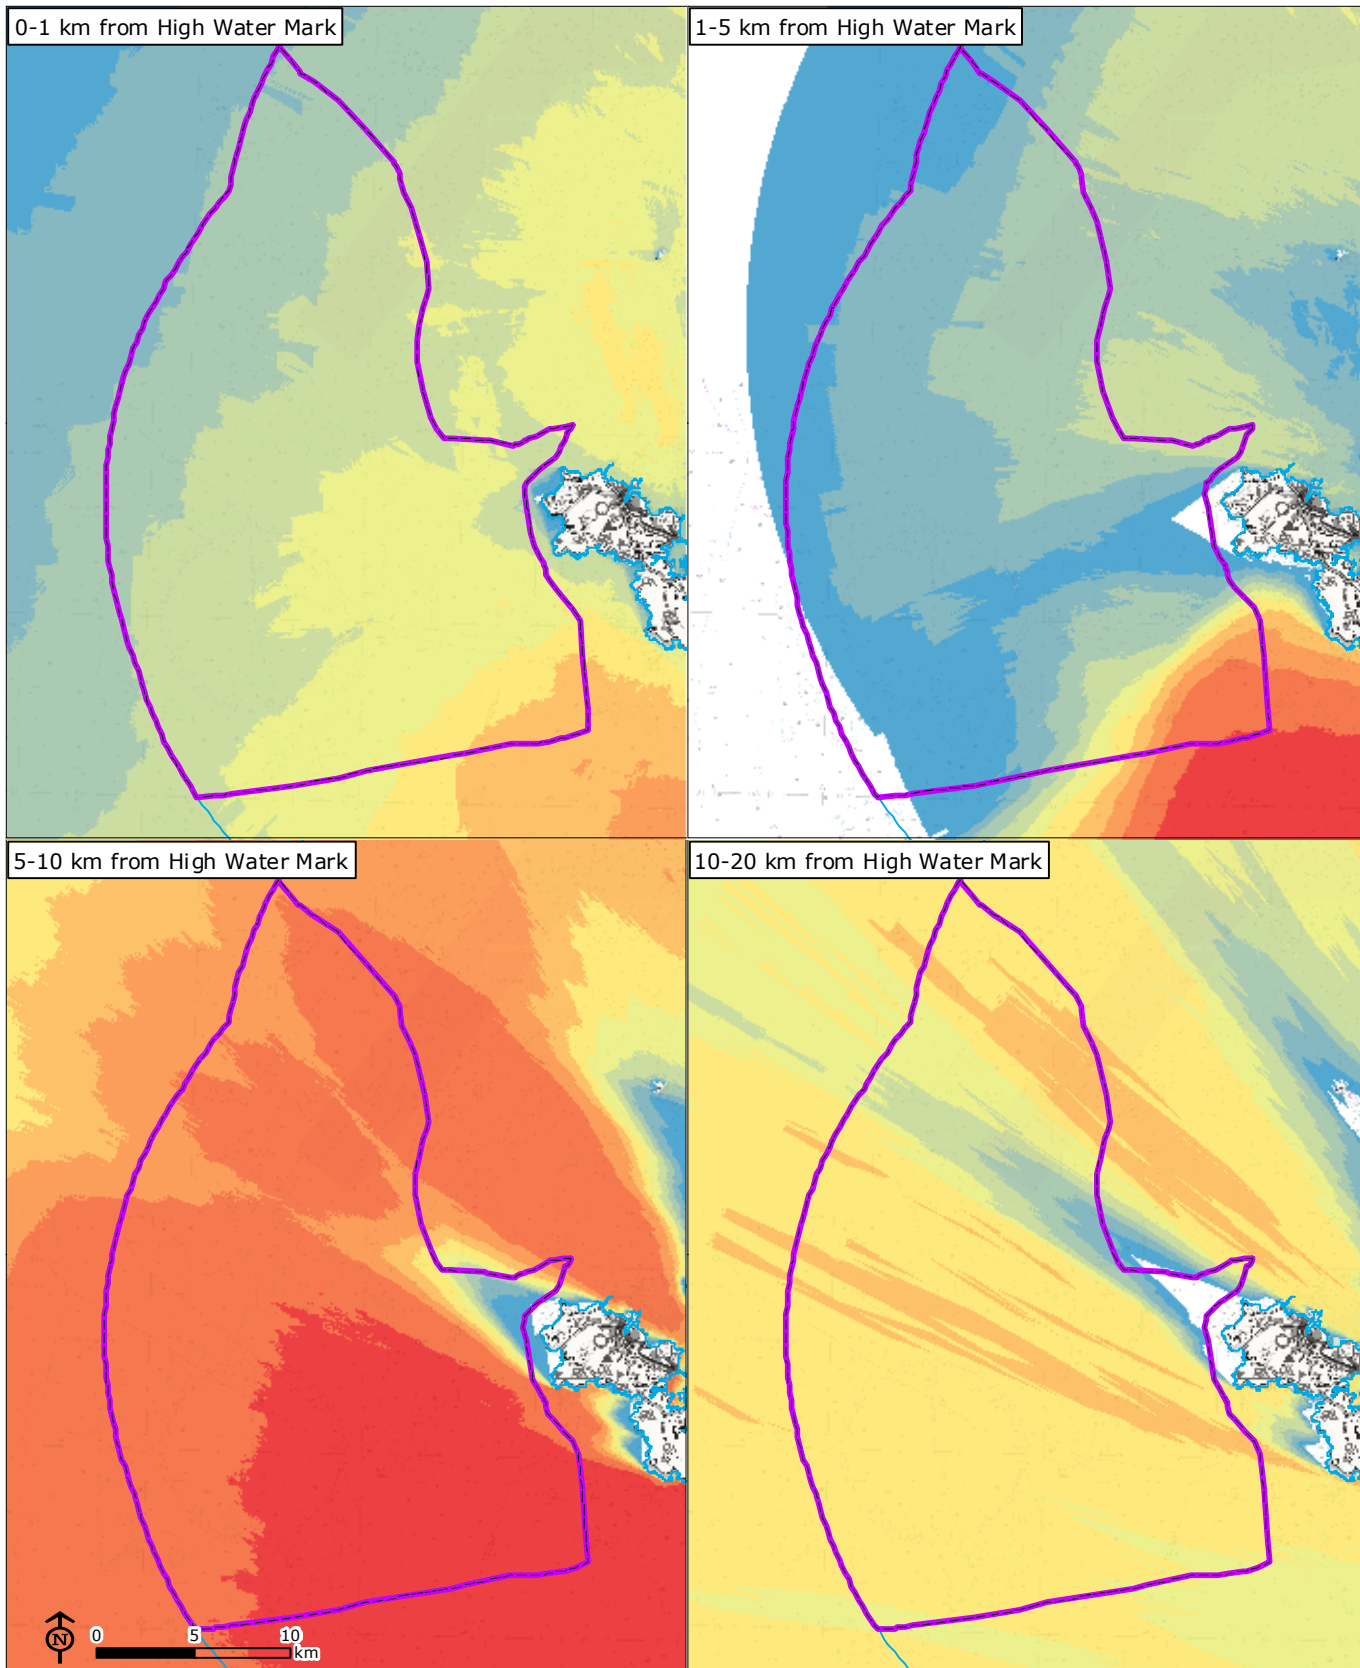 0-1 km from High Water Mark
1-5 km from High Water Mark
5-10 km from High Water Mark
10-20 km from High Water Mark
N
0 5 10
km